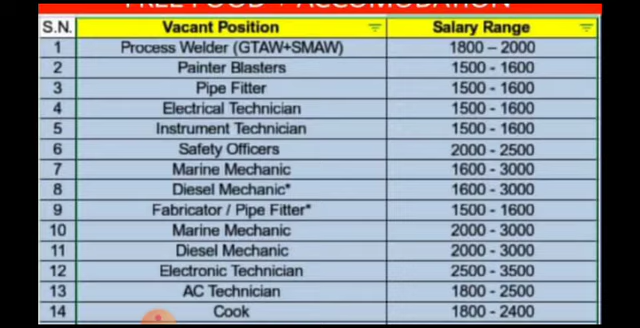 FREE FOOD + ACCOMODATION
S.N. Vacant Position Salary Range
1 Process Welder (GTAW+SMAW) 1800 – 2000
2 Painter Blasters 1500 - 1600
3 Pipe Fitter 1500 - 1600
4 Electrical Technician 1500 - 1600
5 Instrument Technician 1500 - 1600
6 Safety Officers 2000 - 2500
7 Marine Mechanic 1600 - 3000
8 Diesel Mechanic* 1600 - 3000
9 Fabricator / Pipe Fitter* 1500 - 1600
10 Marine Mechanic 2000 - 3000
11 Diesel Mechanic 2000 - 3000
12 Electronic Technician 2500 - 3500
13 AC Technician 1800 - 2500
14 Cook 1800 - 2400